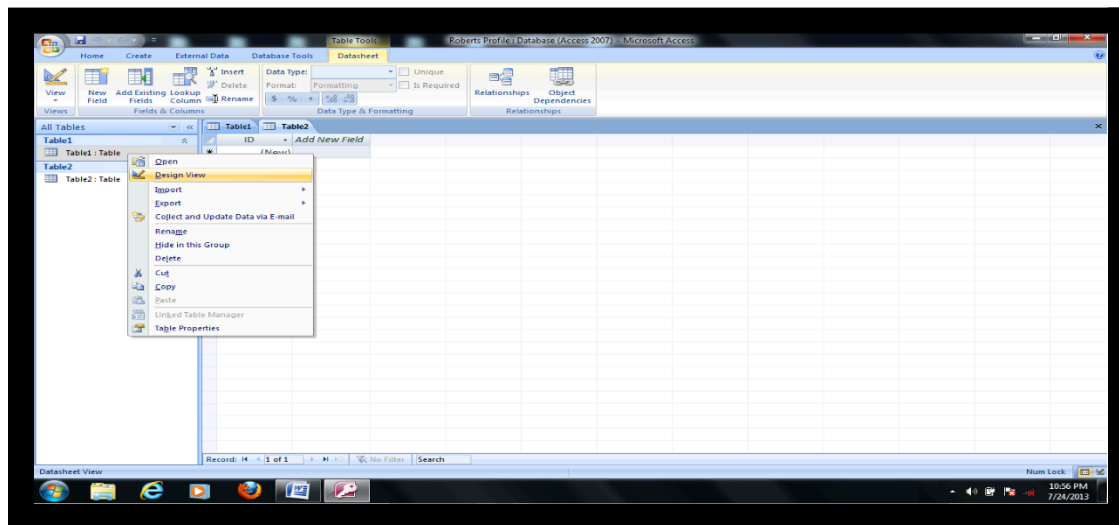 Table Tools Roberts Profile : Database (Access 2007) - Microsoft Access
Home Create External Data Database Tools Datasheet
View
New Field
Add Existing Fields
Lookup Column
Insert
Delete
Rename
Data Type:
Format: Formatting
$ %
Unique
Is Required
Relationships
Object Dependencies
Views Fields & Columns Data Type & Formatting Relationships
All Tables
Table1 Table2
Table1
ID Add New Field
Table1 : Table
(New)
Table2
Table2 : Table
Open
Design View
Import
Export
Collect and Update Data via E-mail
Rename
Hide in this Group
Delete
Cut
Copy
Paste
Linked Table Manager
Table Properties
Record: 1 of 1 No Filter Search
Datasheet View Num Lock
10:56 PM
7/24/2013